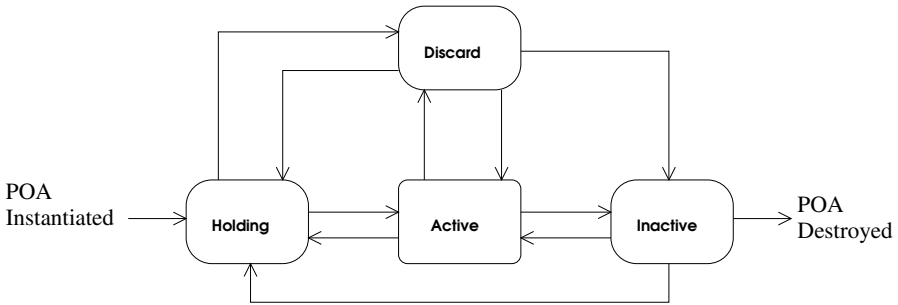 Discard
POA
Instantiated
Holding
Active
Inactive
POA
Destroyed